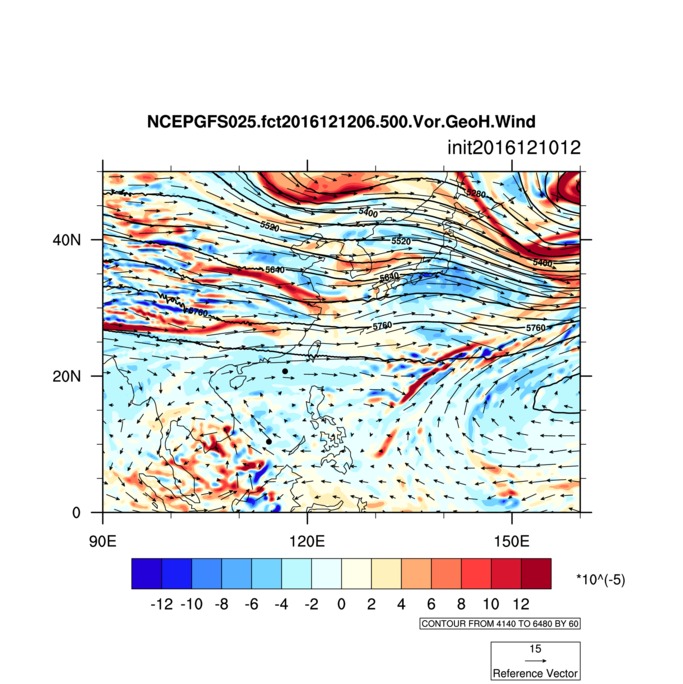 NCEPGFS025.fct2016121206.500.Vor.GeoH.Wind
init2016121012
5280
5400
5520
40N
5520
5400
5640
5640
5760
5760
5760
20N
0
90E 120E 150E
-12 -10 -8 -6 -4 -2 0 2 4 6 8 10 12
*10^(-5)
CONTOUR FROM 4140 TO 6480 BY 60
15
Reference Vector